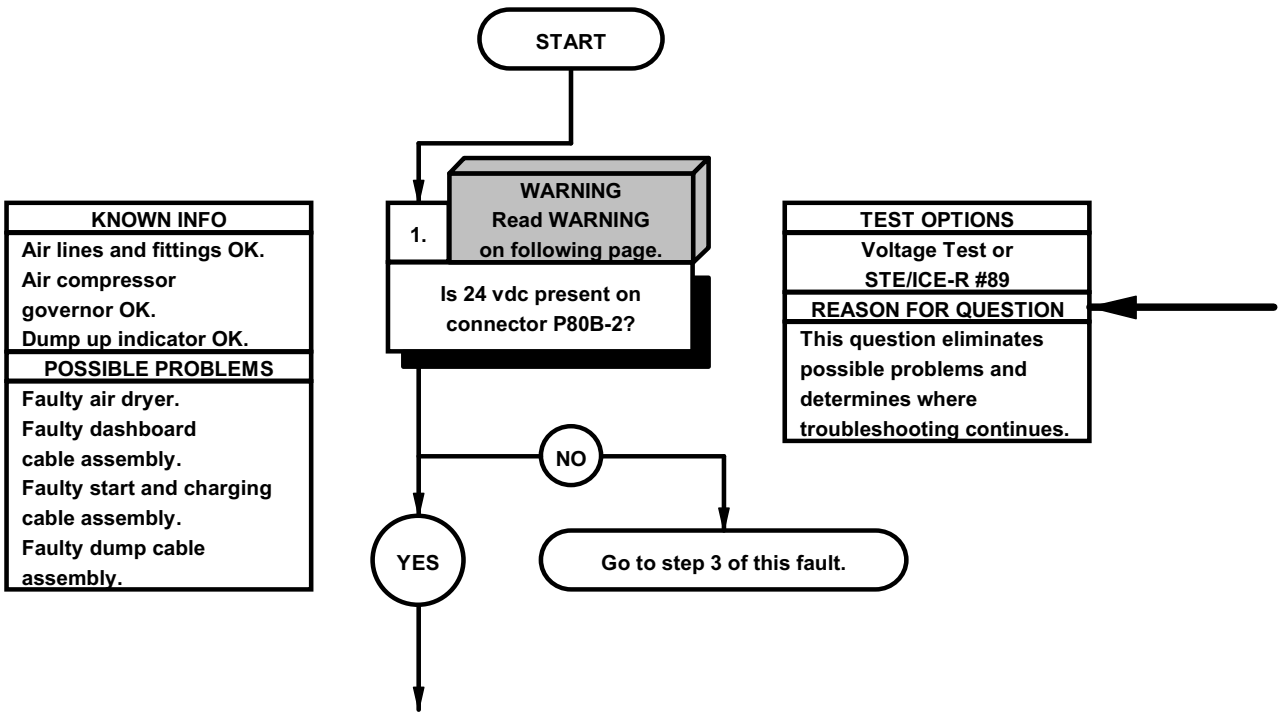 START
KNOWN INFO
Air lines and fittings OK.
Air compressor
governor OK.
Dump up indicator OK.
POSSIBLE PROBLEMS
Faulty air dryer.
Faulty dashboard
cable assembly.
Faulty start and charging
cable assembly.
Faulty dump cable
assembly.
1.
WARNING
Read WARNING
on following page.
Is 24 vdc present on
connector P80B-2?
TEST OPTIONS
Voltage Test or
STE/ICE-R #89
REASON FOR QUESTION
This question eliminates
possible problems and
determines where
troubleshooting continues.
NO
YES
Go to step 3 of this fault.